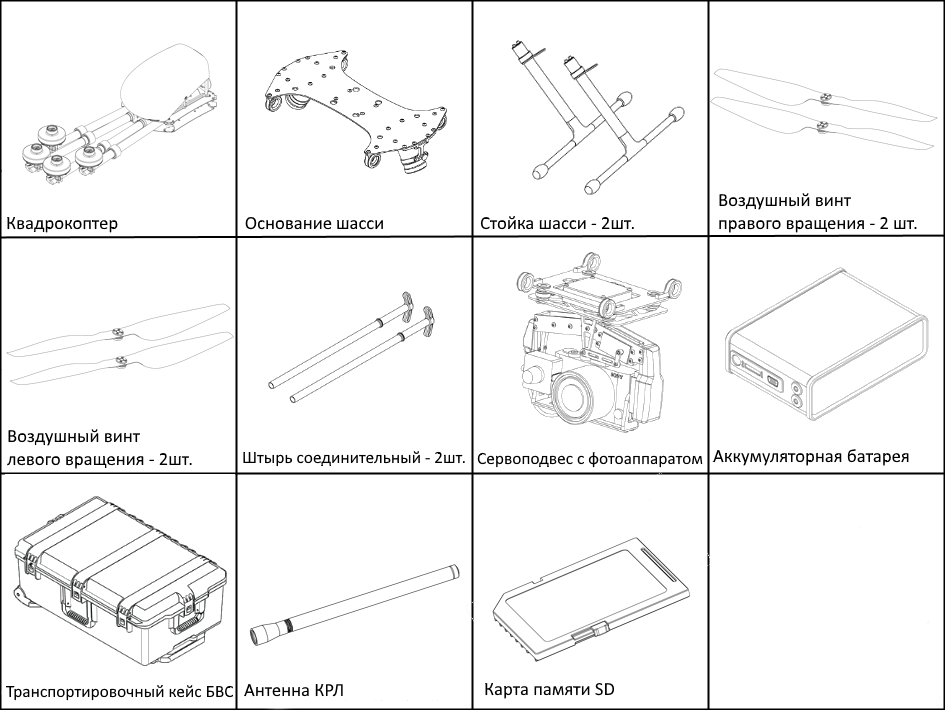 Квадрокоптер
Основание шасси
Стойка шасси - 2шт.
Воздушный винт
правого вращения - 2 шт.
Воздушный винт
левого вращения - 2шт.
Штырь соединительный - 2шт.
SONY
Сервоподвес с фотоаппаратом
Аккумуляторная батарея
Транспортировочный кейс БВС
Антенна КРЛ
Карта памяти SD